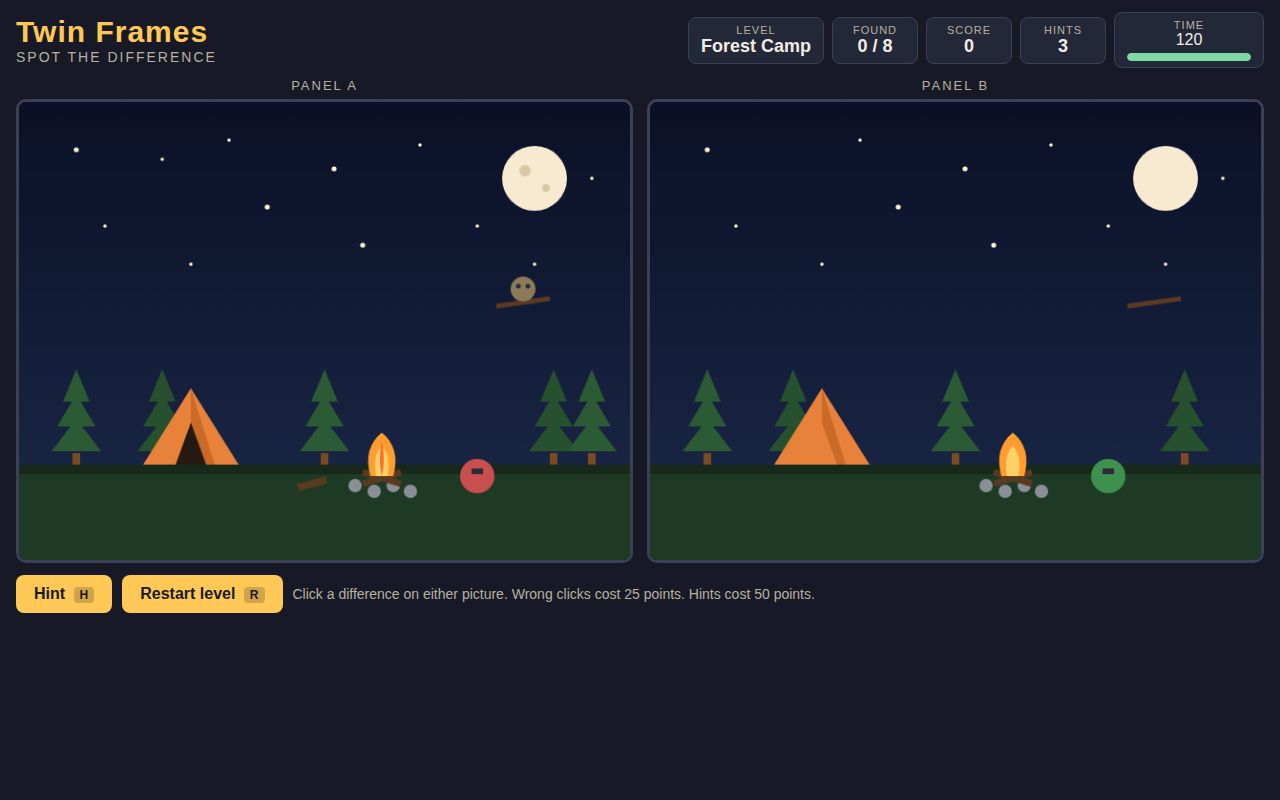 Twin Frames
SPOT THE DIFFERENCE
LEVEL
Forest Camp
FOUND
0 / 8
SCORE
0
HINTS
3
TIME
120
PANEL A
PANEL B
Hint H
Restart level R
Click a difference on either picture. Wrong clicks cost 25 points. Hints cost 50 points.